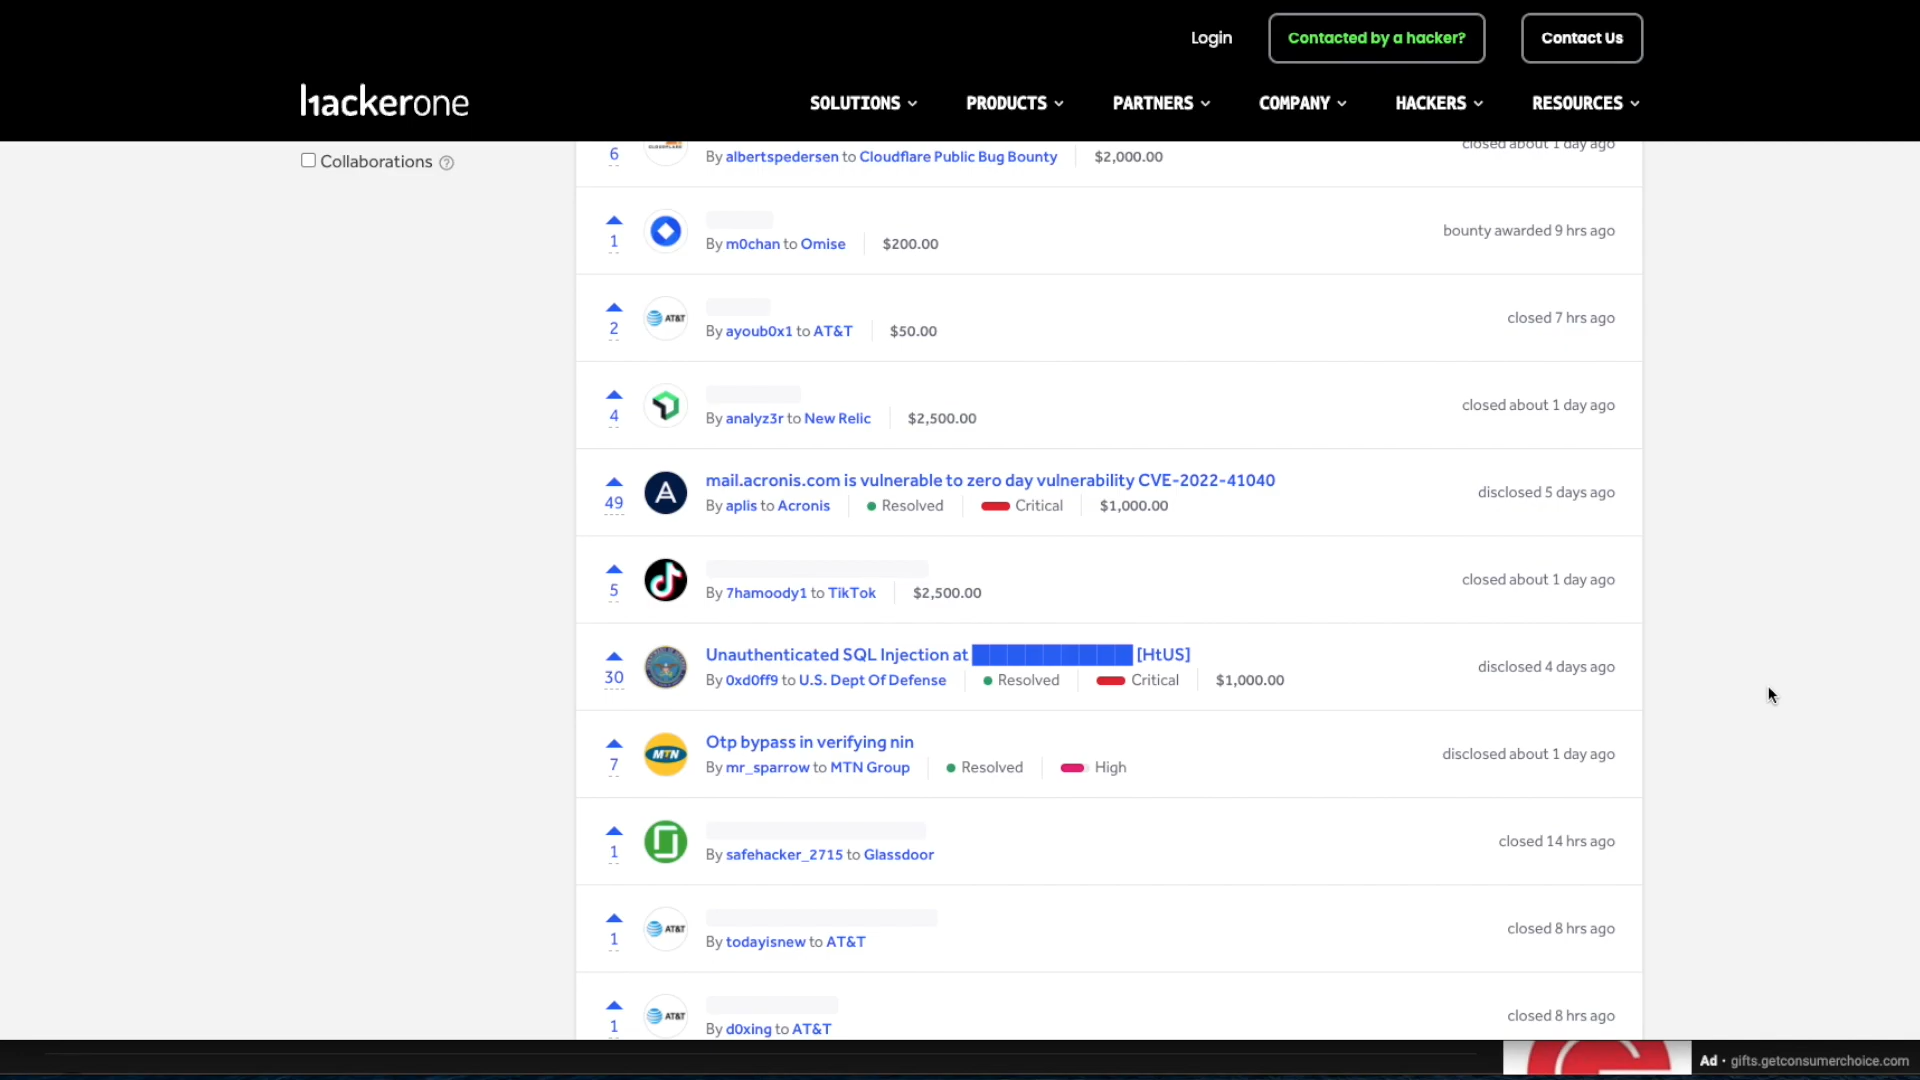 Login
Contacted by a hacker?
Contact Us
hackerone
SOLUTIONS
PRODUCTS
PARTNERS
COMPANY
HACKERS
RESOURCES
Collaborations ?
6
By albertspedersen to Cloudflare Public Bug Bounty $2,000.00
closed about 1 day ago
1
By m0chan to Omise $200.00
bounty awarded 9 hrs ago
2
AT&T
By ayoub0x1 to AT&T $50.00
closed 7 hrs ago
4
By analyz3r to New Relic $2,500.00
closed about 1 day ago
49
mail.acronis.com is vulnerable to zero day vulnerability CVE-2022-41040
By aplis to Acronis Resolved Critical $1,000.00
disclosed 5 days ago
5
By 7hamoody1 to TikTok $2,500.00
closed about 1 day ago
30
Unauthenticated SQL Injection at ██████████ [HtUS]
By 0xd0ff9 to U.S. Dept Of Defense Resolved Critical $1,000.00
disclosed 4 days ago
7
MTN
Otp bypass in verifying nin
By mr_sparrow to MTN Group Resolved High
disclosed about 1 day ago
1
By safehacker_2715 to Glassdoor
closed 14 hrs ago
1
AT&T
By todayisnew to AT&T
closed 8 hrs ago
1
AT&T
By d0xing to AT&T
closed 8 hrs ago
Ad · gifts.getconsumerchoice.com